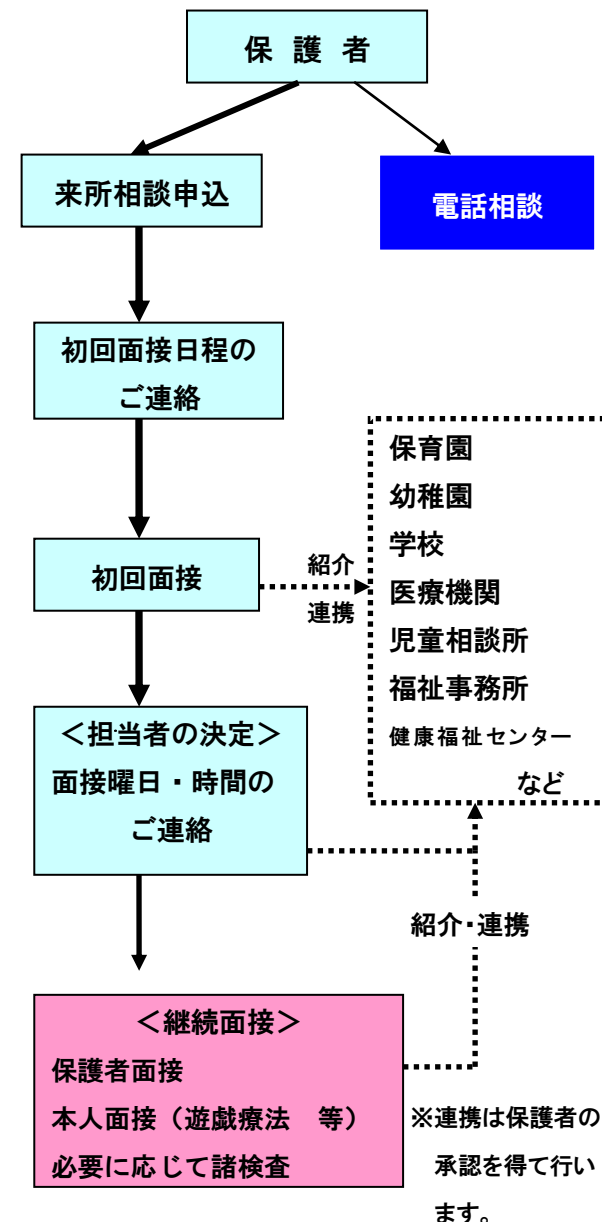 保 護 者
来所相談申込
電話相談
初回面接日程の
ご連絡
初回面接
紹介
連携
保育園
幼稚園
学校
医療機関
児童相談所
福祉事務所
健康福祉センター
など
<担当者の決定>
面接曜日・時間の
ご連絡
紹介・連携
<継続面接>
保護者面接
本人面接(遊戯療法 等)
必要に応じて諸検査
※連携は保護者の
承認を得て行い
ます。